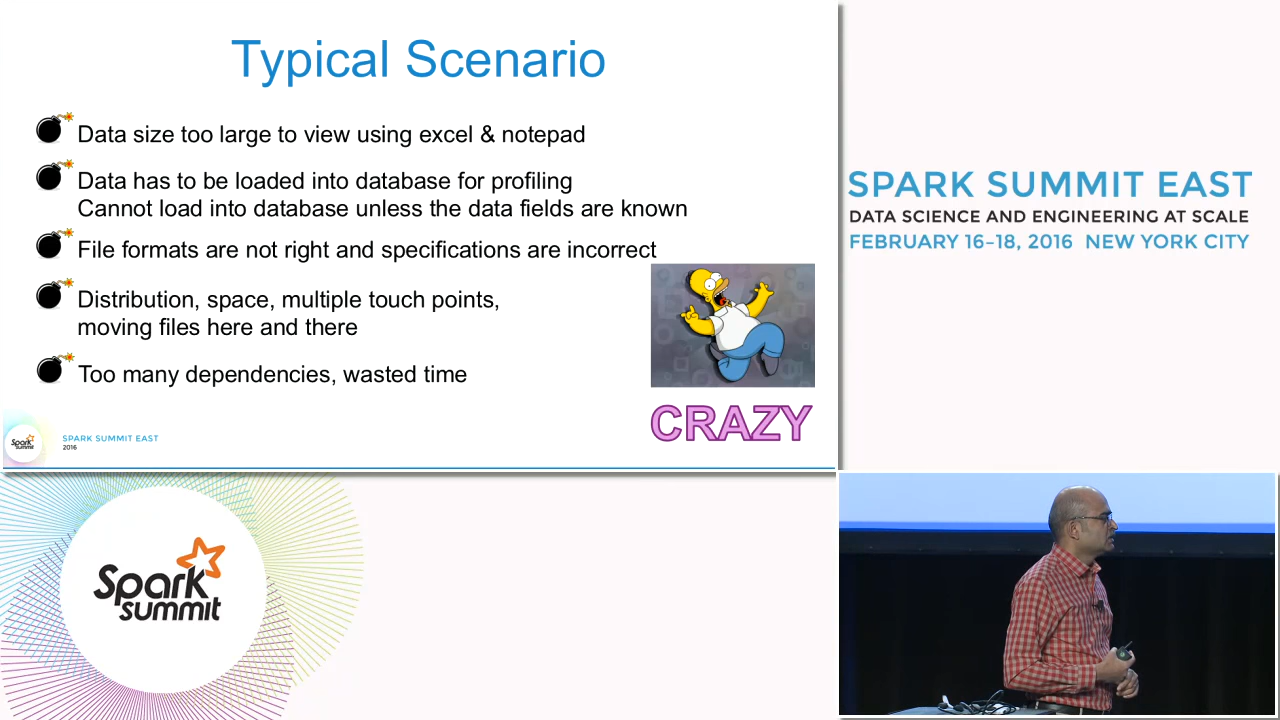 Typical Scenario
Data size too large to view using excel & notepad
Data has to be loaded into database for profiling
Cannot load into database unless the data fields are known
File formats are not right and specifications are incorrect
Distribution, space, multiple touch points,
moving files here and there
Too many dependencies, wasted time
CRAZY
Spark
summit
SPARK SUMMIT EAST
2016
SPARK SUMMIT EAST
DATA SCIENCE AND ENGINEERING AT SCALE
FEBRUARY 16–18, 2016 NEW YORK CITY
Spark
summit